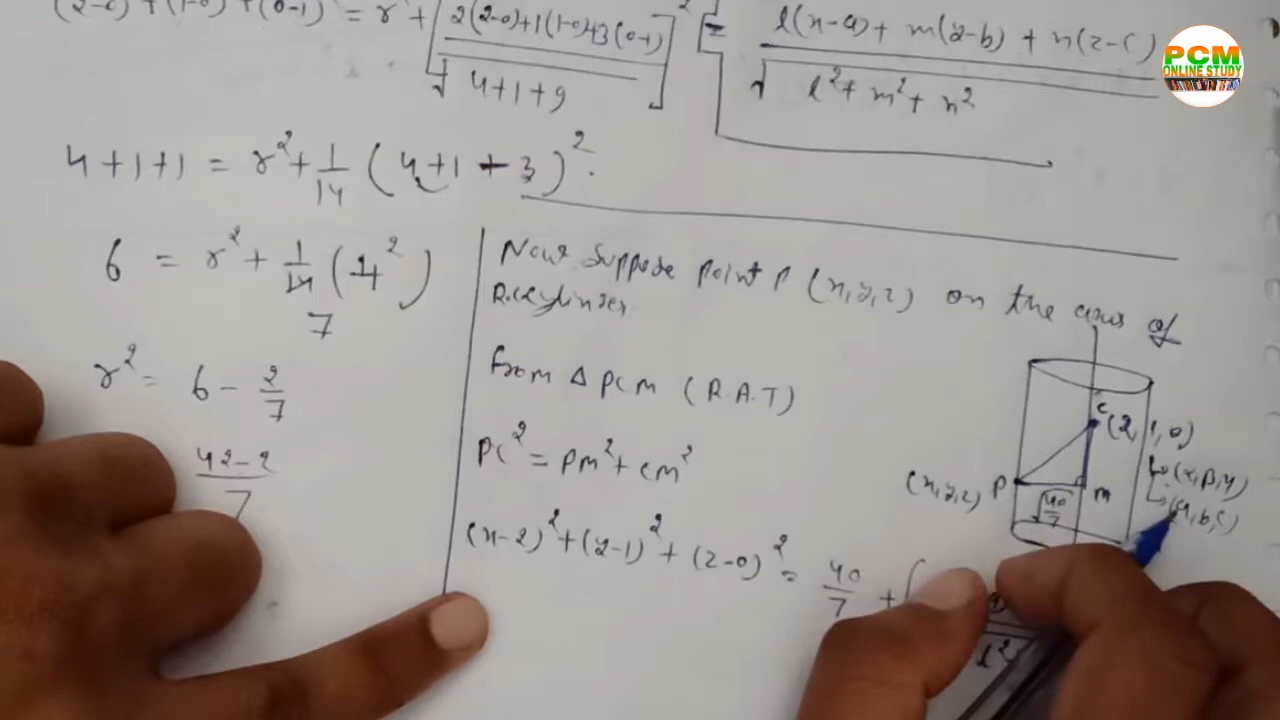 (2-0)² + (1-0)² + (0-1)² = r² + [2(2-0)+1(1-0)+3(0-1) / √4+1+9]²
l(x-a) + m(y-b) + n(z-c) / √l²+m²+n²
PCM
ONLINE STUDY
4+1+1 = r² + 1/14 (4+1-3)².
6 = r² + 1/14 (4²)
7
r² = 6 - 2/7
42-2/7
Now suppose point P (x,y,z) on the axis of
R.C. Cylinder
from Δ PCM (R.A.T)
PC² = PM² + CM²
(x-2)² + (y-1)² + (z-0)² = 40/7 + (
l²
C (2,1,0)
(α,β,γ)
(a,b,c)
(x,y,z) P
√40/7
M